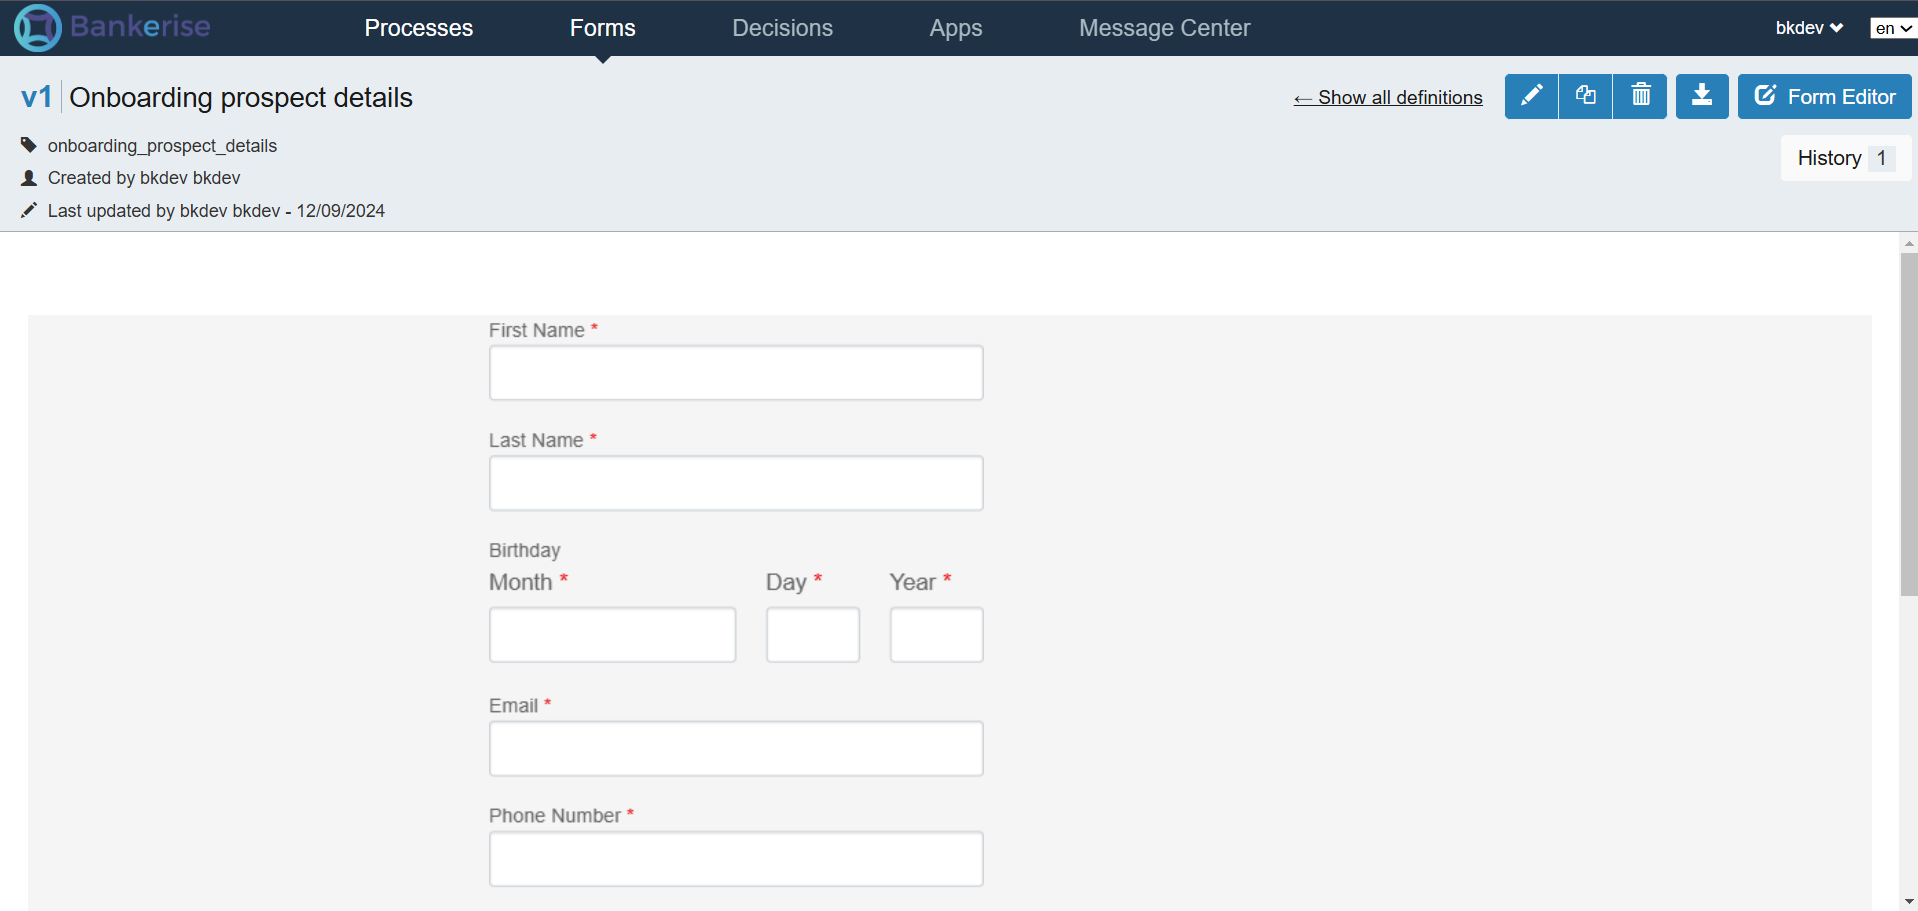 Bankerise Processes Forms Decisions Apps Message Center bkdev en
v1 Onboarding prospect details ← Show all definitions Form Editor
onboarding_prospect_details
History 1
Created by bkdev bkdev
Last updated by bkdev bkdev - 12/09/2024
First Name *
Last Name *
Birthday
Month * Day * Year *
Email *
Phone Number *